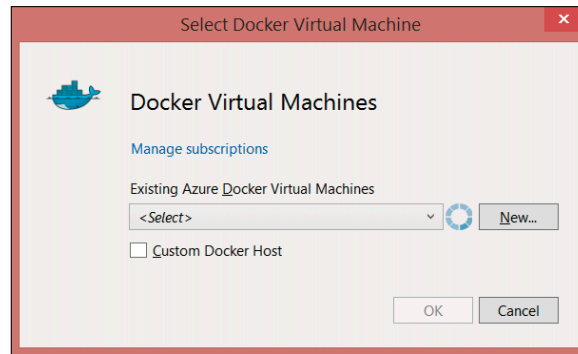 Select Docker Virtual Machine
Docker Virtual Machines
Manage subscriptions
Existing Azure Docker Virtual Machines
<Select>
New...
Custom Docker Host
OK
Cancel